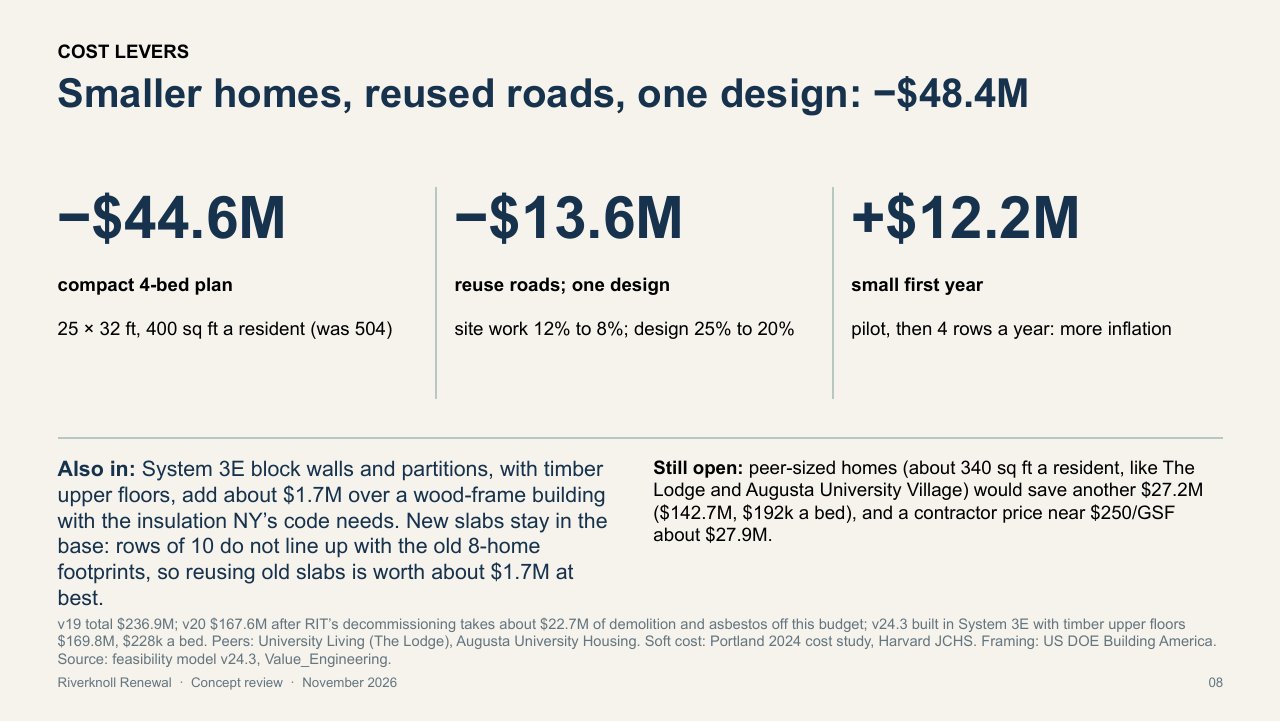 COST LEVERS
Smaller homes, reused roads, one design: −$48.4M
−$44.6M
compact 4-bed plan
25 × 32 ft, 400 sq ft a resident (was 504)
−$13.6M
reuse roads; one design
site work 12% to 8%; design 25% to 20%
+$12.2M
small first year
pilot, then 4 rows a year: more inflation
Also in: System 3E block walls and partitions, with timber
upper floors, add about $1.7M over a wood-frame building
with the insulation NY’s code needs. New slabs stay in the
base: rows of 10 do not line up with the old 8-home
footprints, so reusing old slabs is worth about $1.7M at
best.
Still open: peer-sized homes (about 340 sq ft a resident, like The
Lodge and Augusta University Village) would save another $27.2M
($142.7M, $192k a bed), and a contractor price near $250/GSF
about $27.9M.
v19 total $236.9M; v20 $167.6M after RIT’s decommissioning takes about $22.7M of demolition and asbestos off this budget; v24.3 built in System 3E with timber upper floors
$169.8M, $228k a bed. Peers: University Living (The Lodge), Augusta University Housing. Soft cost: Portland 2024 cost study, Harvard JCHS. Framing: US DOE Building America.
Source: feasibility model v24.3, Value_Engineering.
Riverknoll Renewal · Concept review · November 2026
08